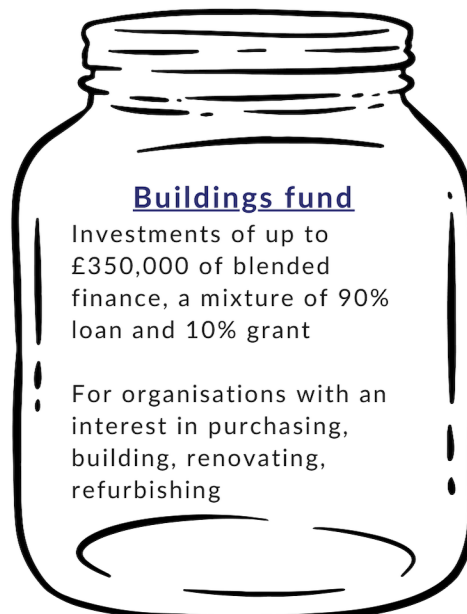 Buildings fund
Investments of up to
£350,000 of blended
finance, a mixture of 90%
loan and 10% grant
For organisations with an
interest in purchasing,
building, renovating,
refurbishing